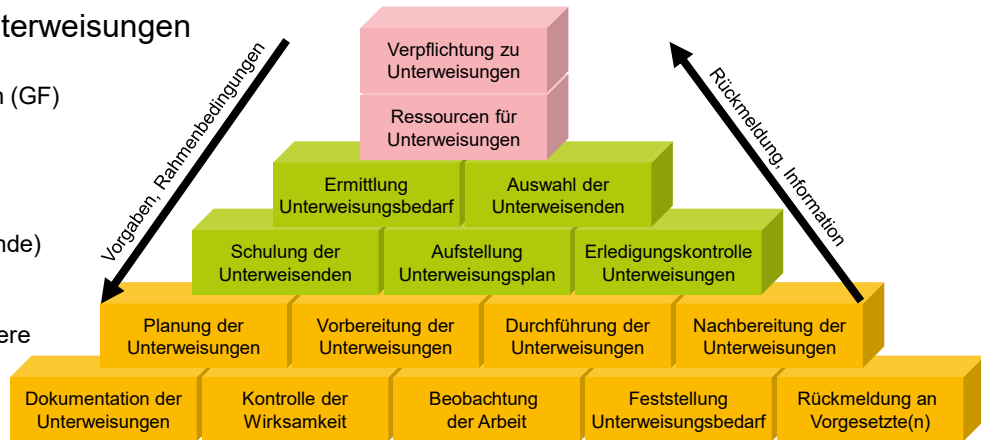 terweisungen
(GF)
nde)
ere
Vorgaben, Rahmenbedingungen
Rückmeldung, Information
Verpflichtung zu
Unterweisungen
Ressourcen für
Unterweisungen
Ermittlung
Unterweisungsbedarf
Auswahl der
Unterweisenden
Schulung der
Unterweisenden
Aufstellung
Unterweisungsplan
Erledigungskontrolle
Unterweisungen
Planung der
Unterweisungen
Vorbereitung der
Unterweisungen
Durchführung der
Unterweisungen
Nachbereitung der
Unterweisungen
Dokumentation der
Unterweisungen
Kontrolle der
Wirksamkeit
Beobachtung
der Arbeit
Feststellung
Unterweisungsbedarf
Rückmeldung an
Vorgesetzte(n)